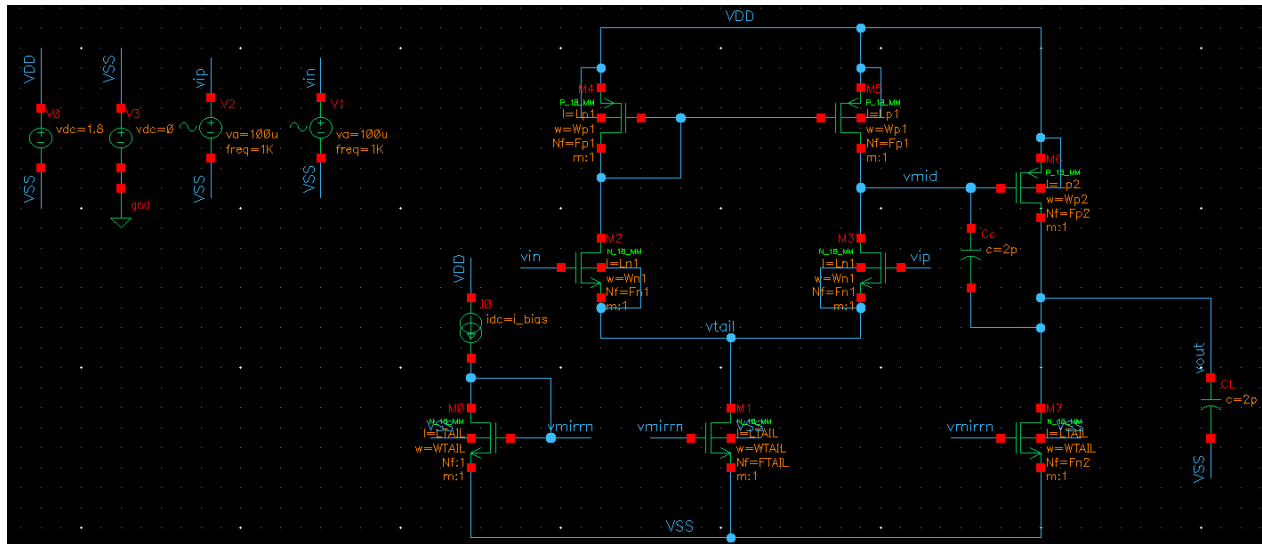 VDD
VDD
V0
vdc=1.8
VSS
VSS
V3
vdc=0
gnd
vip
V2
va=100u
freq=1K
VSS
vin
V1
va=100u
freq=1K
VSS
M4
P_18_MM
l=Lp1
w=Wp1
Nf=Fp1
m:1
M5
P_18_MM
l=Lp1
w=Wp1
Nf=Fp1
m:1
vmid
M6
P_18_MM
l=Lp2
w=Wp2
Nf=Fp2
m:1
Cc
c=2p
vin
M2
N_18_MM
l=Ln1
w=Wn1
Nf=Fn1
m:1
M3
N_18_MM
l=Ln1
w=Wn1
Nf=Fn1
m:1
vip
vtail
VDD
I0
idc=i_bias
M0
N_18_MM
VSS
l=LTAIL
w=WTAIL
Nf:1
m:1
vmirrn
vmirrn
M1
N_18_MM
VSS
l=LTAIL
w=WTAIL
Nf=FTAIL
m:1
vmirrn
M7
N_18_MM
VSS
l=LTAIL
w=WTAIL
Nf=Fn2
m:1
vout
CL
c=2p
VSS
VSS